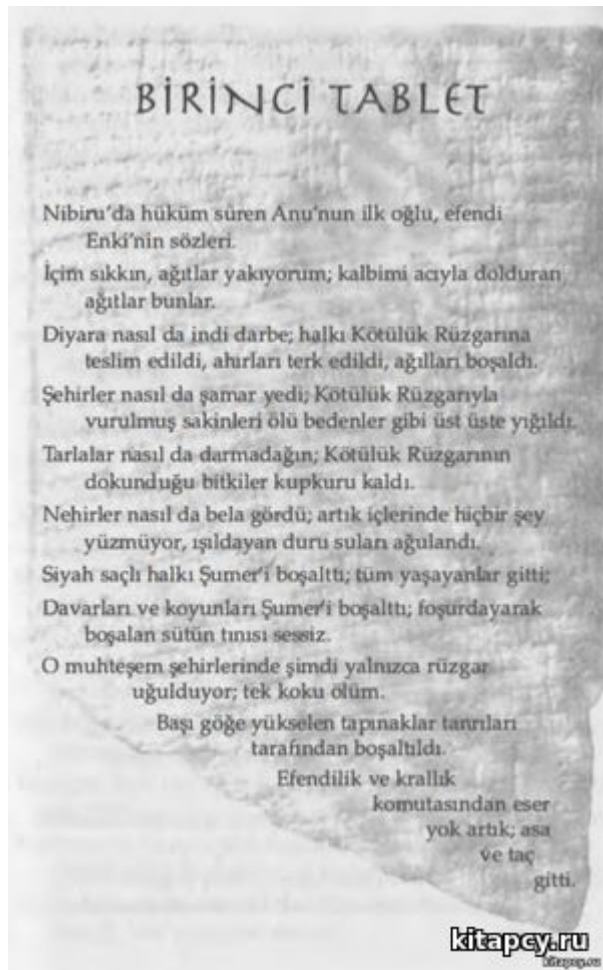 BİRİNCİ TABLET
Nibiru'da hüküm süren Anu'nun ilk oğlu, efendi
Enki'nin sözleri.
İçim sıkkın, ağıtlar yakıyorum; kalbimi acıyla dolduran
ağıtlar bunlar.
Diyara nasıl da indi darbe; halkı Kötülük Rüzgarına
teslim edildi, ahırları terk edildi, ağılları boşaldı.
Şehirler nasıl da şamar yedi; Kötülük Rüzgarıyla
vurulmuş sakinleri ölü bedenler gibi üst üste yığıldı.
Tarlalar nasıl da darmadağın; Kötülük Rüzgarının
dokunduğu bitkiler kupkuru kaldı.
Nehirler nasıl da bela gördü; artık içlerinde hiçbir şey
yüzmüyor, ışıldayan duru suları ağulandı.
Siyah saçlı halkı Şumer'i boşalttı; tüm yaşayanlar gitti;
Davarları ve koyunları Şumer'i boşalttı; foşurdayarak
boşalan sütün tınısı sessiz.
O muhteşem şehirlerinde şimdi yalnızca rüzgar
uğulduyor; tek koku ölüm.
Başı göğe yükselen tapınaklar tanrıları
tarafından boşaltıldı.
Efendilik ve krallık
komutasından eser
yok artık; asa
ve taç
gitti.
kitapcy.ru
kitapcy.ru